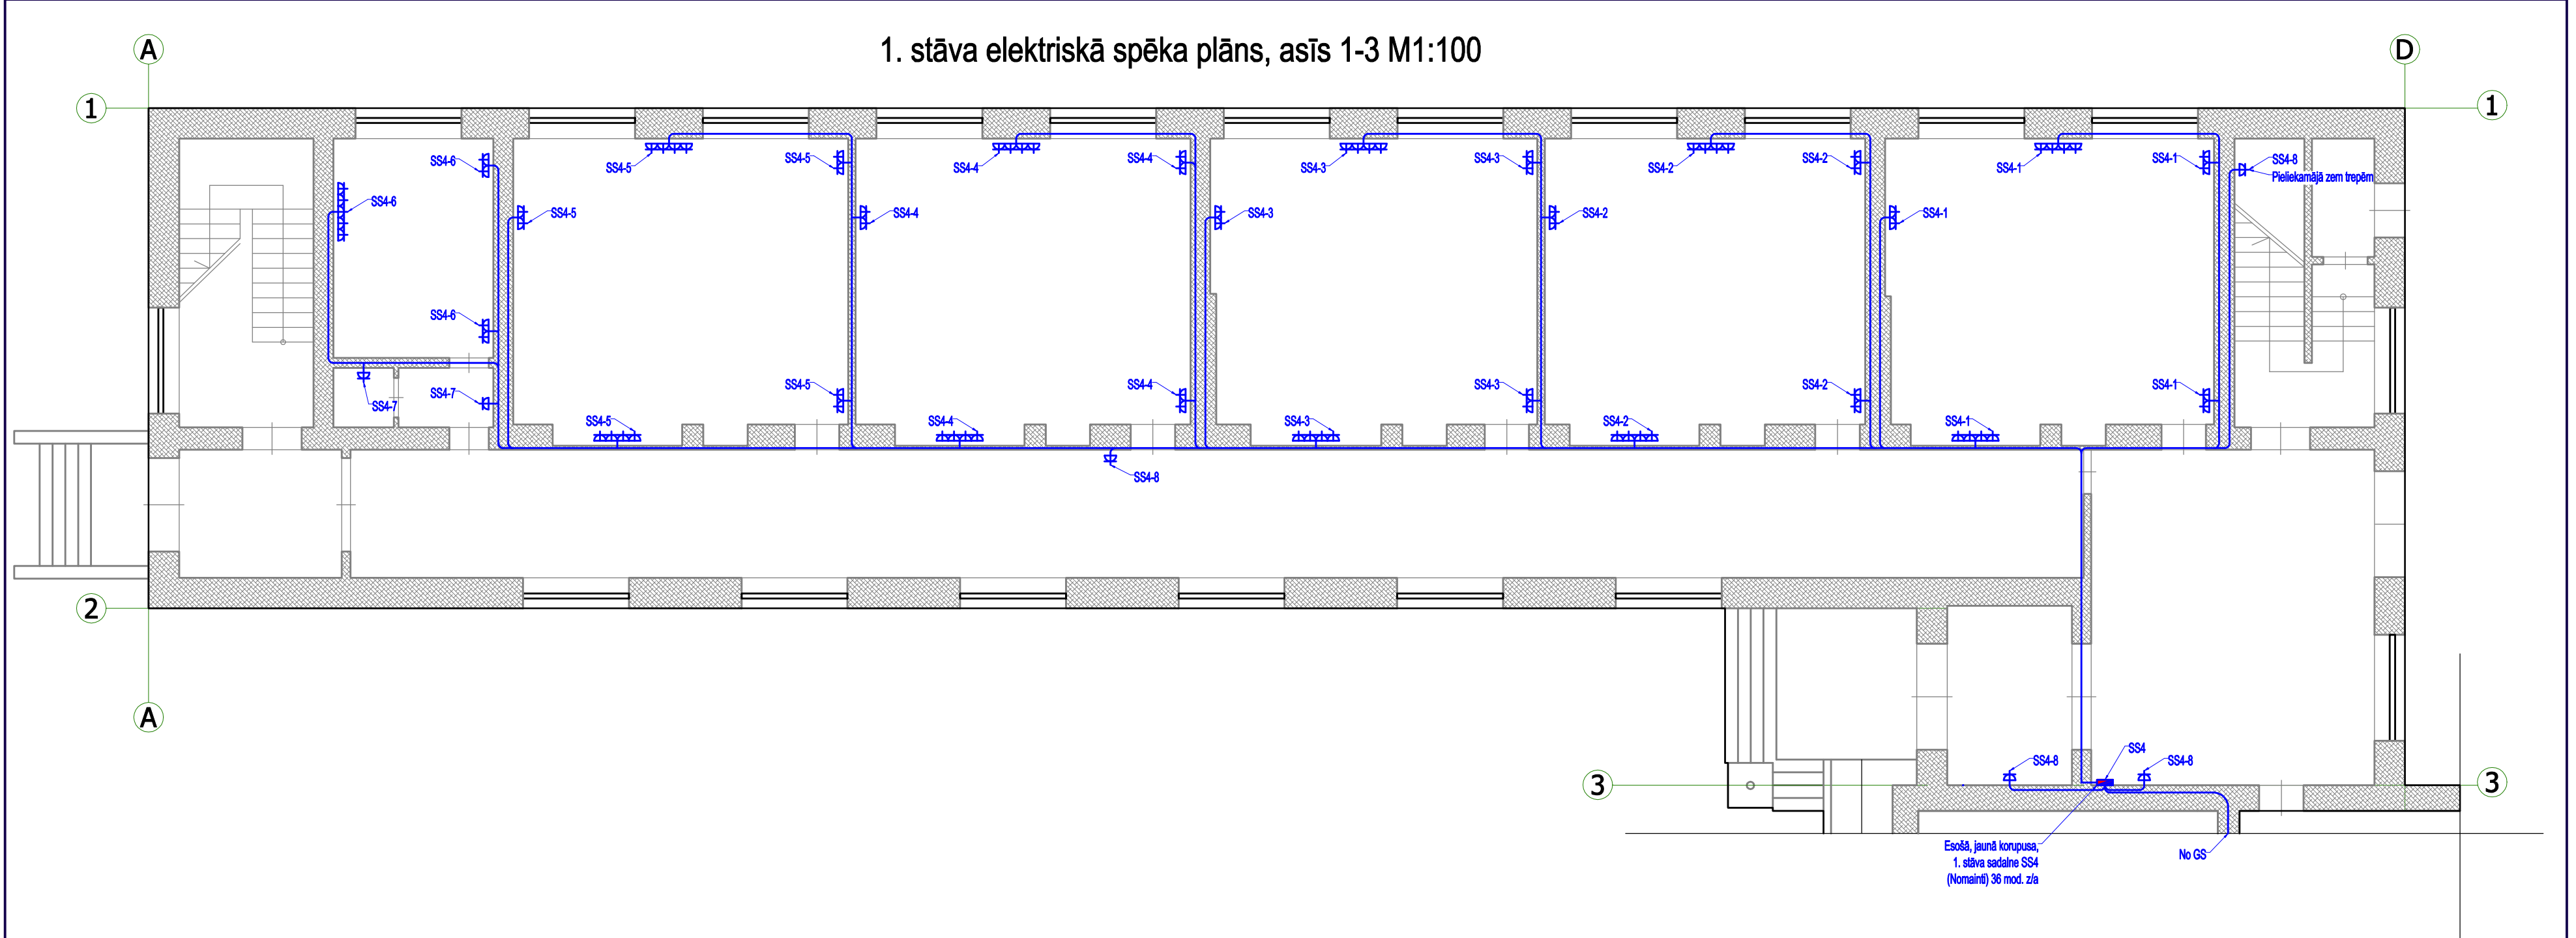 1. stāva elektriskā spēka plāns, asīs 1-3 M1:100
A
D
1
1
SS4-6
SS4-5
SS4-5
SS4-4
SS4-4
SS4-3
SS4-3
SS4-2
SS4-2
SS4-1
SS4-1
SS4-8
Pieliekamājā zem trepēm
SS4-6
SS4-5
SS4-4
SS4-3
SS4-2
SS4-1
SS4-6
SS4-7
SS4-7
SS4-5
SS4-4
SS4-3
SS4-2
SS4-1
SS4-5
SS4-4
SS4-3
SS4-2
SS4-1
SS4-8
2
A
3
SS4-8
SS4
SS4-8
3
Esošā, jaunā korupusa,
1. stāva sadalne SS4
(Nomainīt) 36 mod. z/a
No GS